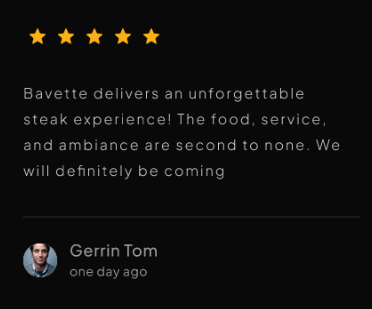 Bavette delivers an unforgettable
steak experience! The food, service,
and ambiance are second to none. We
will definitely be coming
Gerrin Tom
one day ago